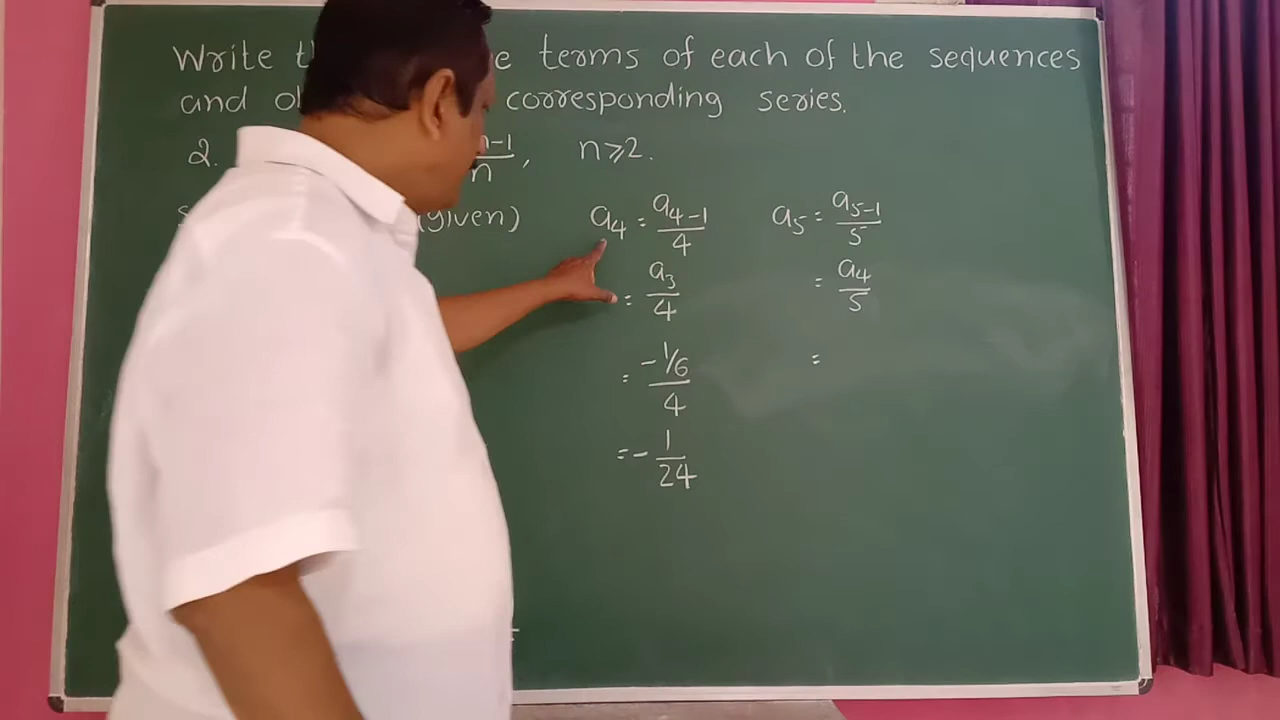 Write terms of each of the sequences
and corresponding series.
2. n-1/n, n⩾2.
(given)
a4 = a4-1/4
= a3/4
= -1/6/4
= -1/24
a5 = a5-1/5
= a4/5
=